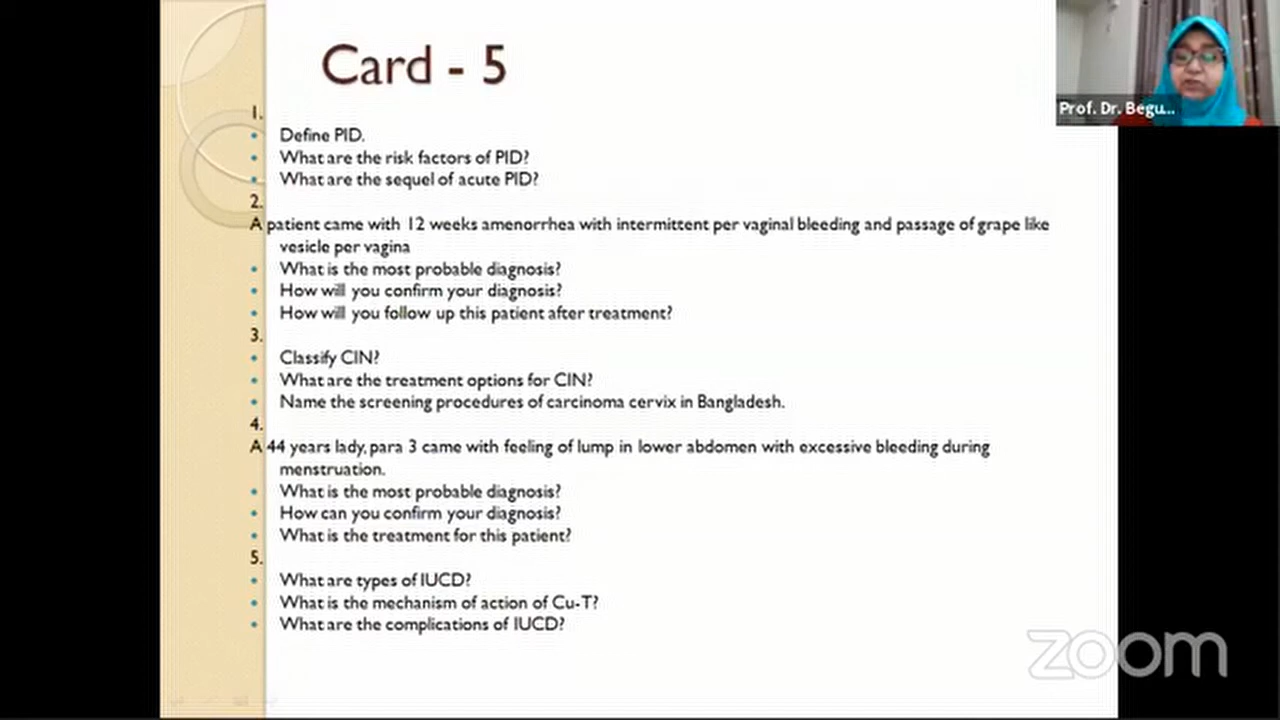 Card - 5
Prof. Dr. Begu...
1.
• Define PID.
• What are the risk factors of PID?
• What are the sequel of acute PID?
2.
A patient came with 12 weeks amenorrhea with intermittent per vaginal bleeding and passage of grape like
vesicle per vagina
• What is the most probable diagnosis?
• How will you confirm your diagnosis?
• How will you follow up this patient after treatment?
3.
• Classify CIN?
• What are the treatment options for CIN?
• Name the screening procedures of carcinoma cervix in Bangladesh.
4.
A 44 years lady, para 3 came with feeling of lump in lower abdomen with excessive bleeding during
menstruation.
• What is the most probable diagnosis?
• How can you confirm your diagnosis?
• What is the treatment for this patient?
5.
• What are types of IUCD?
• What is the mechanism of action of Cu-T?
• What are the complications of IUCD?
zoom